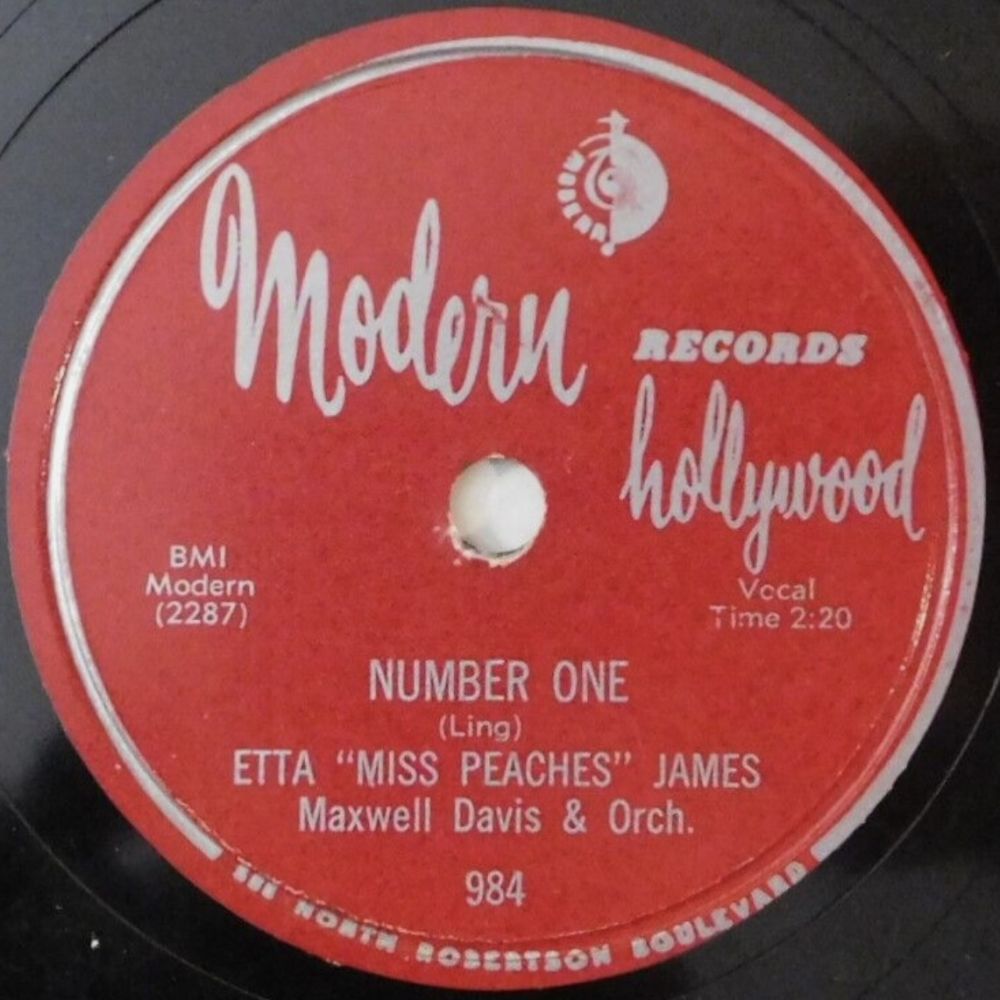 MODERN
Modern
RECORDS
hollywood
BMI
Modern
(2287)
Vocal
Time 2:20
NUMBER ONE
(Ling)
ETTA “MISS PEACHES” JAMES
Maxwell Davis & Orch.
984
NORTH ROBERTSON BOULEVARD